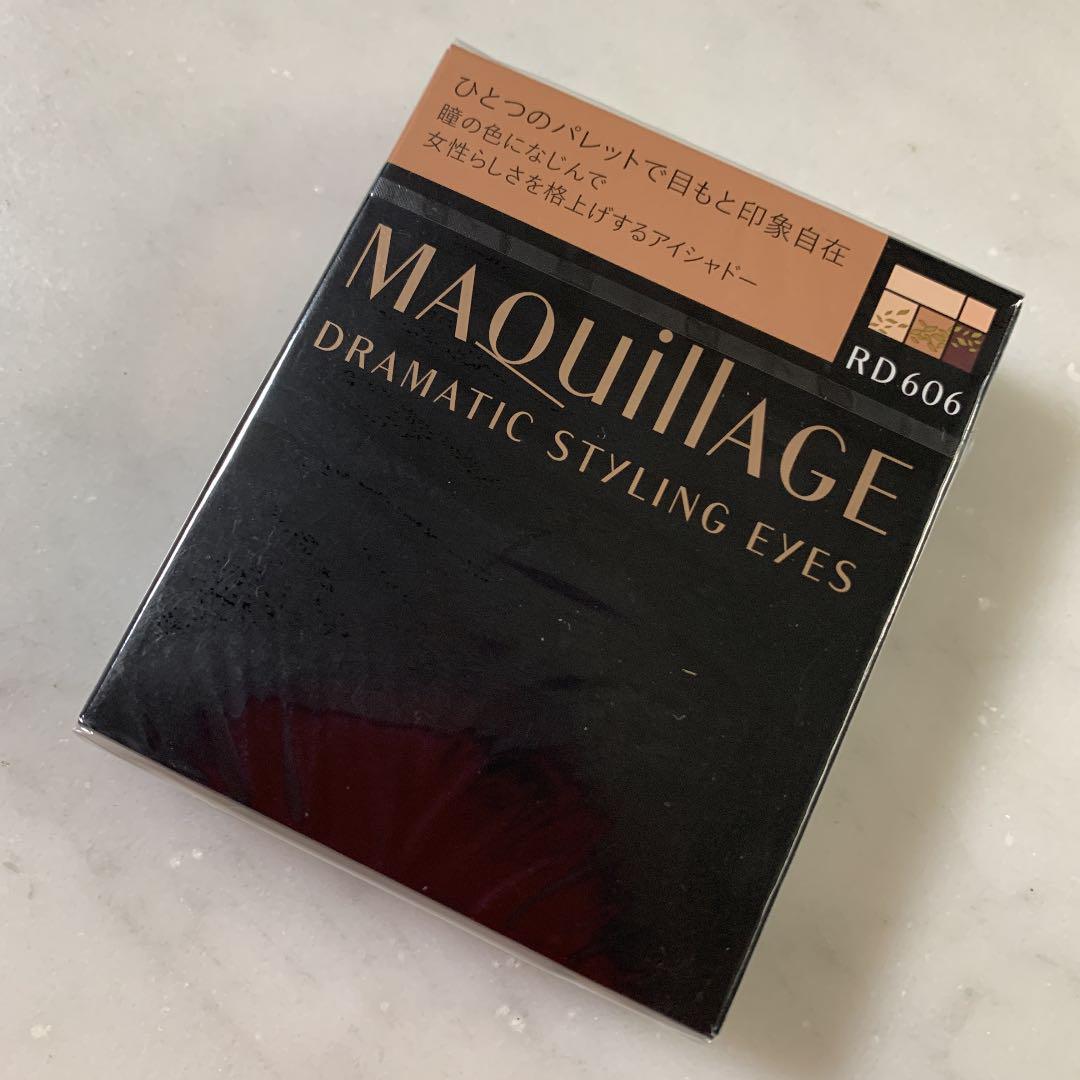 ひとつのパレットで目もと印象自在
瞳の色になじんで
女性らしさを格上げするアイシャドー
RD606
MAQuillAGE
DRAMATIC STYLING EYES